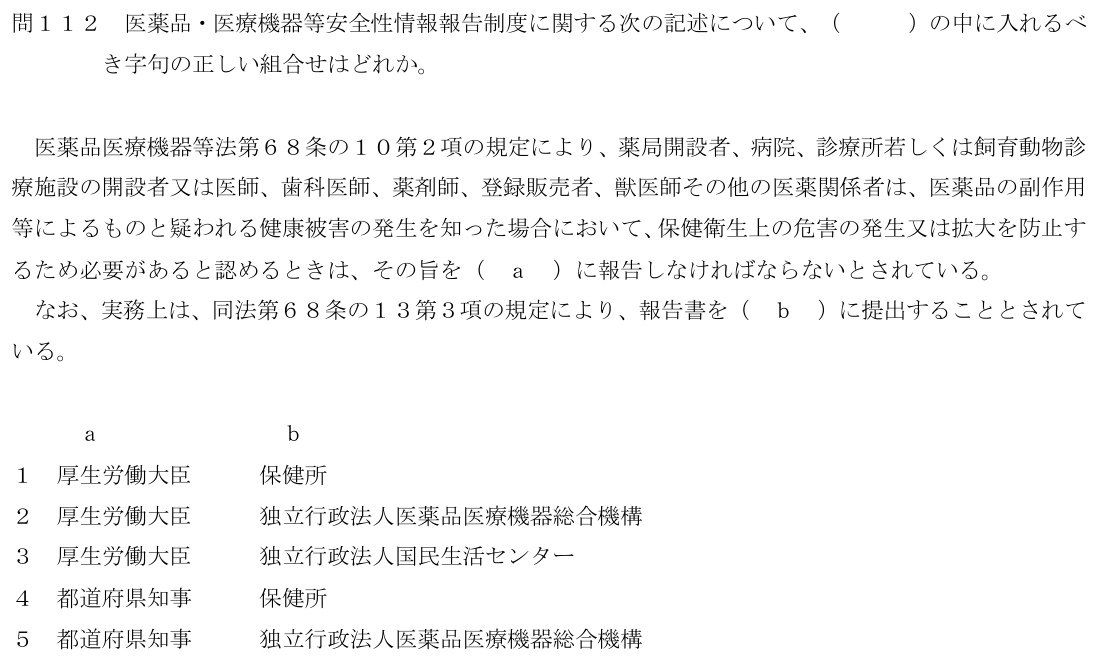 問１１２　医薬品・医療機器等安全性情報報告制度に関する次の記述について、（　　　）の中に入れるべ
き字句の正しい組合せはどれか。
医薬品医療機器等法第６８条の１０第２項の規定により、薬局開設者、病院、診療所若しくは飼育動物診
療施設の開設者又は医師、歯科医師、薬剤師、登録販売者、獣医師その他の医薬関係者は、医薬品の副作用
等によるものと疑われる健康被害の発生を知った場合において、保健衛生上の危害の発生又は拡大を防止す
るため必要があると認めるときは、その旨を（　ａ　）に報告しなければならないとされている。
なお、実務上は、同法第６８条の１３第３項の規定により、報告書を（　ｂ　）に提出することとされて
いる。
ａ　　　　　　　　ｂ
１　厚生労働大臣　　　保健所
２　厚生労働大臣　　　独立行政法人医薬品医療機器総合機構
３　厚生労働大臣　　　独立行政法人国民生活センター
４　都道府県知事　　　保健所
５　都道府県知事　　　独立行政法人医薬品医療機器総合機構